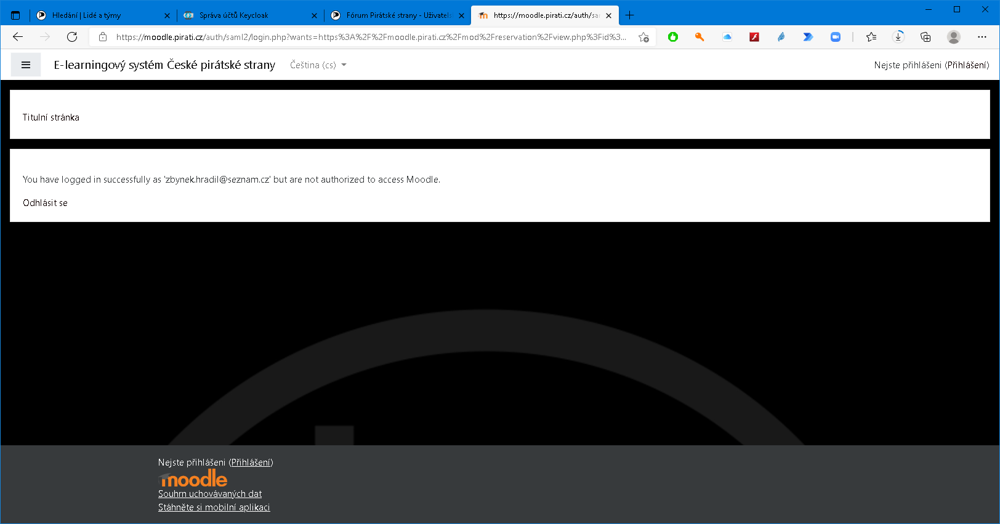 Hledání | Lidé a týmy
Správa účtů Keycloak
Fórum Pirátské strany - Uživatels
https://moodle.pirati.cz/auth/sam
https://moodle.pirati.cz/auth/saml2/login.php?wants=https%3A%2F%2Fmoodle.pirati.cz%2Fmod%2Freservation%2Fview.php%3Fid%3...
E-learningový systém České pirátské strany
Čeština (cs)
Nejste přihlášeni (Přihlášení)
Titulní stránka
You have logged in successfully as 'zbynek.hradil@seznam.cz' but are not authorized to access Moodle.
Odhlásit se
Nejste přihlášeni (Přihlášení)
moodle
Souhrn uchovávaných dat
Stáhněte si mobilní aplikaci